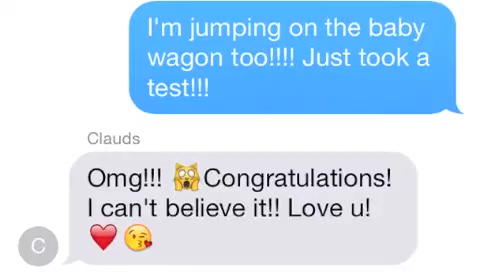 I'm jumping on the baby
wagon too!!!! Just took a
test!!!
Clauds
Omg!!! 🙀Congratulations!
I can't believe it!! Love u!
❤️😘
C